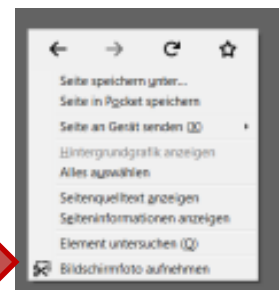 Seite speichern unter...
Seite in Pocket speichern
Seite an Gerät senden (X)
Hintergrundgrafik anzeigen
Alles auswählen
Seitenquelltext anzeigen
Seiteninformationen anzeigen
Element untersuchen (Q)
Bildschirmfoto aufnehmen